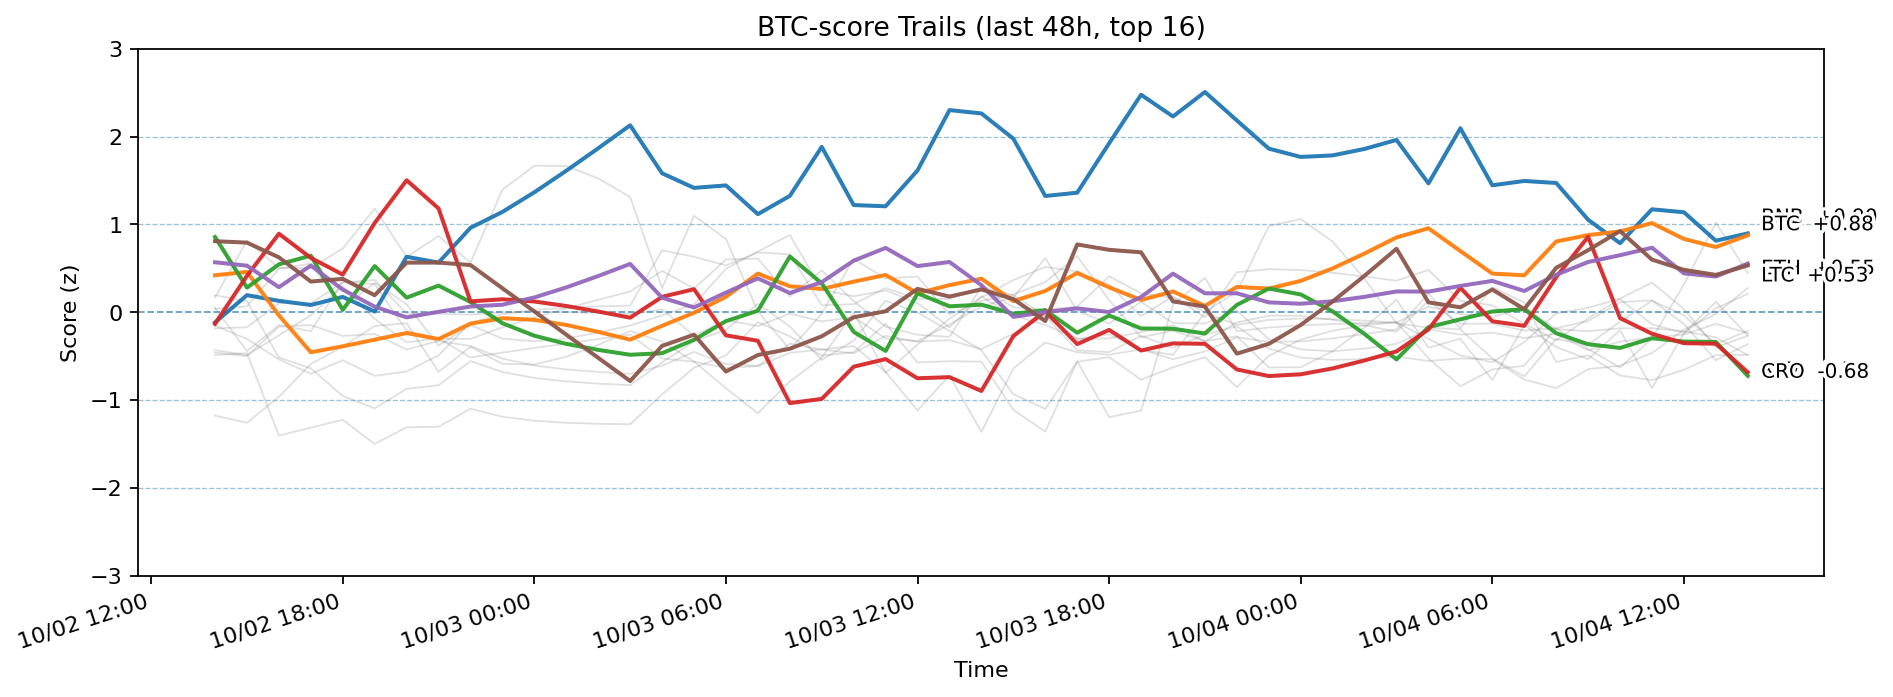 BTC-score Trails (last 48h, top 16)
3
2
1
0
−1
−2
−3
Score (z)
BTC +0.88
LTC +0.53
CRO -0.68
10/02 12:00
10/02 18:00
10/03 00:00
10/03 06:00
10/03 12:00
10/03 18:00
10/04 00:00
10/04 06:00
10/04 12:00
Time